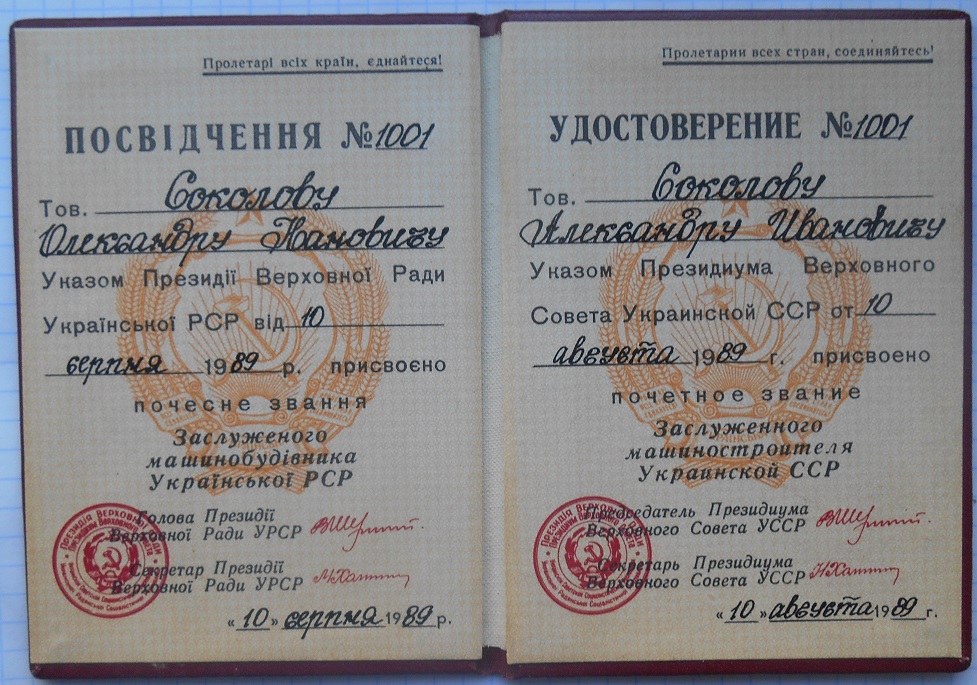 Пролетарі всіх країн, єднайтеся!
ПОСВІДЧЕННЯ №1001
Тов. Соколову
Олександру Івановичу
Указом Президії Верховної Ради
Української РСР від 10
серпня 1989 р. присвоєно
почесне звання
Заслуженого
машинобудівника
Української РСР
Голова Президії
Верховної Ради УРСР
Секретар Президії
Верховної Ради УРСР
«10» серпня 1989 р.
Пролетарии всех стран, соединяйтесь!
УДОСТОВЕРЕНИЕ №1001
Тов. Соколову
Александру Ивановичу
Указом Президиума Верховного
Совета Украинской ССР от 10
августа 1989 г. присвоено
почетное звание
Заслуженного
машиностроителя
Украинской ССР
Председатель Президиума
Верховного Совета УССР
Секретарь Президиума
Верховного Совета УССР
«10» августа 1989 г.